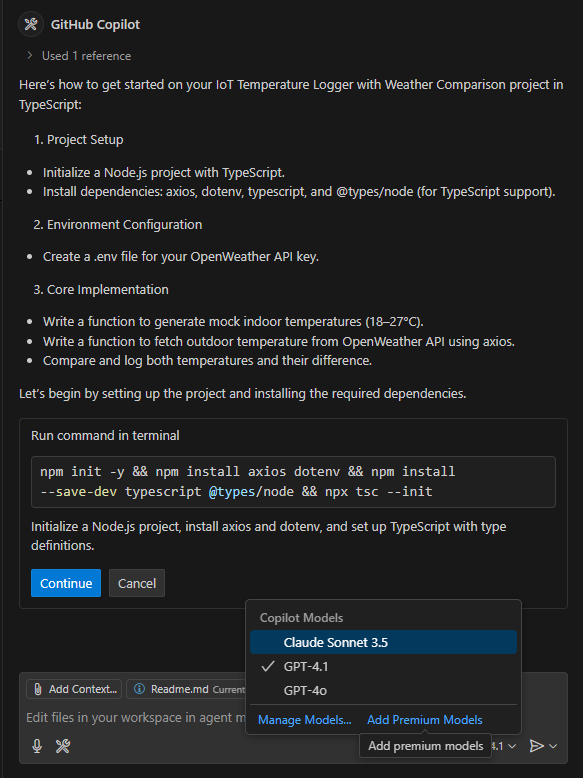 GitHub Copilot
Used 1 reference
Here's how to get started on your IoT Temperature Logger with Weather Comparison project in
TypeScript:
1. Project Setup
• Initialize a Node.js project with TypeScript.
• Install dependencies: axios, dotenv, typescript, and @types/node (for TypeScript support).
2. Environment Configuration
• Create a .env file for your OpenWeather API key.
3. Core Implementation
• Write a function to generate mock indoor temperatures (18–27°C).
• Write a function to fetch outdoor temperature from OpenWeather API using axios.
• Compare and log both temperatures and their difference.
Let's begin by setting up the project and installing the required dependencies.
Run command in terminal
npm init -y && npm install axios dotenv && npm install
--save-dev typescript @types/node && npx tsc --init
Initialize a Node.js project, install axios and dotenv, and set up TypeScript with type
definitions.
Continue Cancel
Copilot Models
Claude Sonnet 3.5
GPT-4.1
GPT-4o
Manage Models... Add Premium Models
Add Context... Readme.md Current
Edit files in your workspace in agent m
Add premium models 4.1